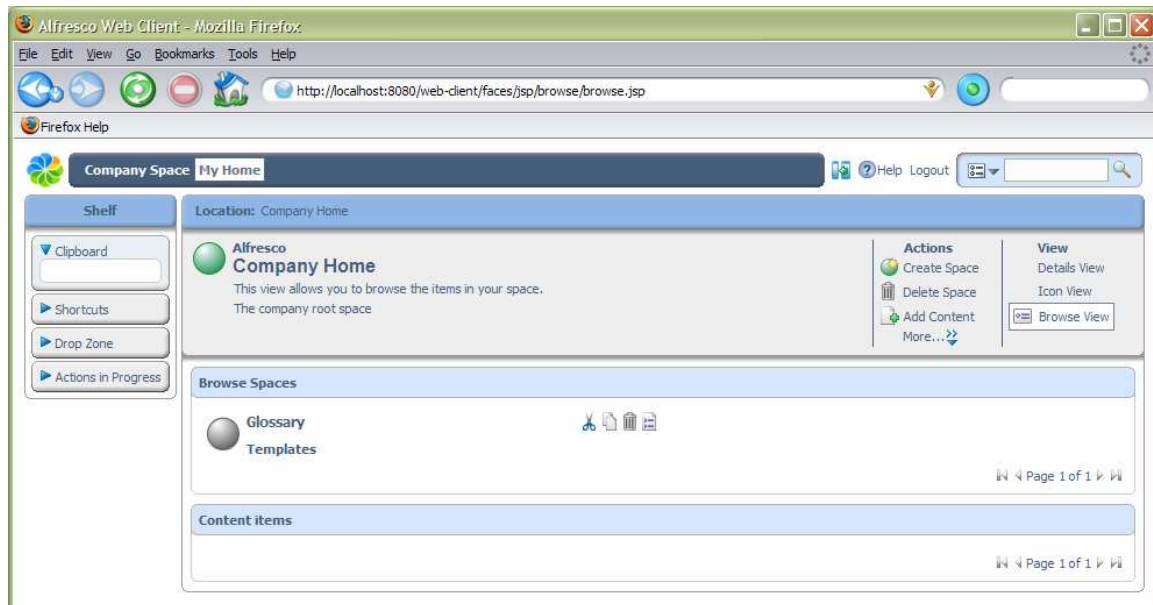 Alfresco Web Client - Mozilla Firefox
File Edit View Go Bookmarks Tools Help
http://localhost:8080/web-client/faces/jsp/browse/browse.jsp
Firefox Help
Company Space My Home
Help Logout
Shelf
Location: Company Home
Clipboard
Shortcuts
Drop Zone
Actions in Progress
Alfresco
Company Home
This view allows you to browse the items in your space.
The company root space
Actions
Create Space
Delete Space
Add Content
More...
View
Details View
Icon View
Browse View
Browse Spaces
Glossary
Templates
Page 1 of 1
Content items
Page 1 of 1